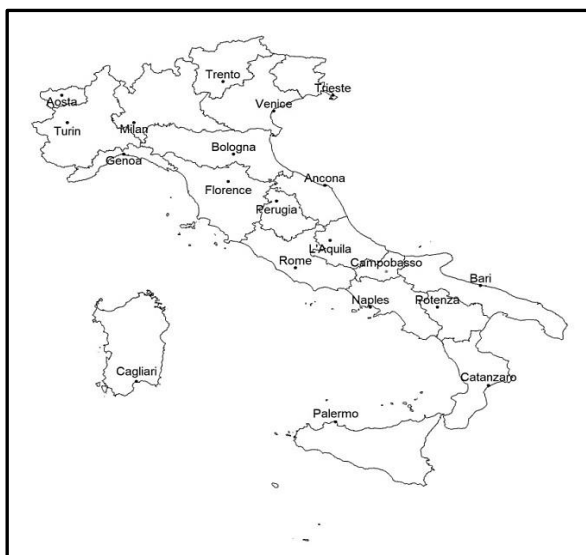 Trento
Aosta
Trieste
Venice
Turin
Milan
Bologna
Genoa
Florence
Ancona
Perugia
L'Aquila
Rome
Campobasso
Bari
Naples
Potenza
Cagliari
Catanzaro
Palermo